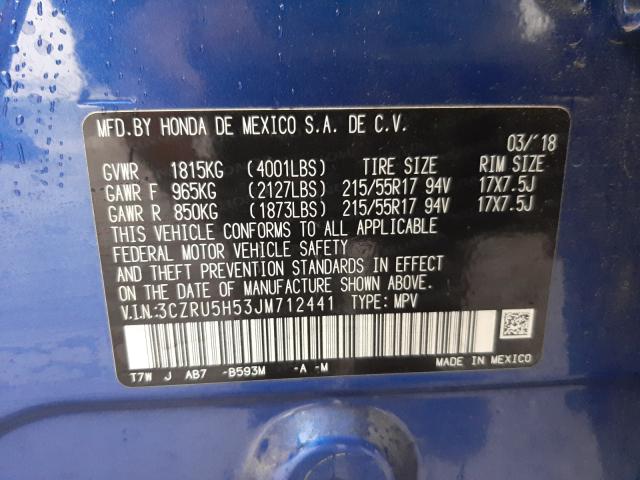 MFD.BY HONDA DE MEXICO S.A. DE C.V.
03/'18
GVWR 1815KG (4001LBS) TIRE SIZE RIM SIZE
GAWR F 965KG (2127LBS) 215/55R17 94V 17X7.5J
GAWR R 850KG (1873LBS) 215/55R17 94V 17X7.5J
THIS VEHICLE CONFORMS TO ALL APPLICABLE
FEDERAL MOTOR VEHICLE SAFETY
AND THEFT PREVENTION STANDARDS IN EFFECT
ON THE DATE OF MANUFACTURE SHOWN ABOVE.
V.I.N.:3CZRU5H53JM712441 TYPE: MPV
T7W J AB7 -B593M -A -M
MADE IN MEXICO